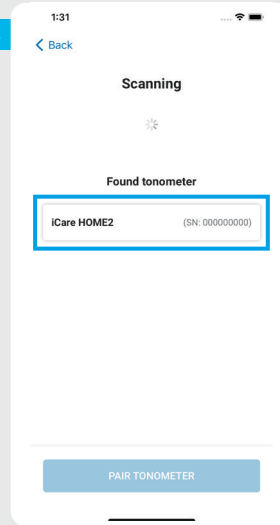 1:31
Back
Scanning
Found tonometer
iCare HOME2 (SN: 000000000)
PAIR TONOMETER